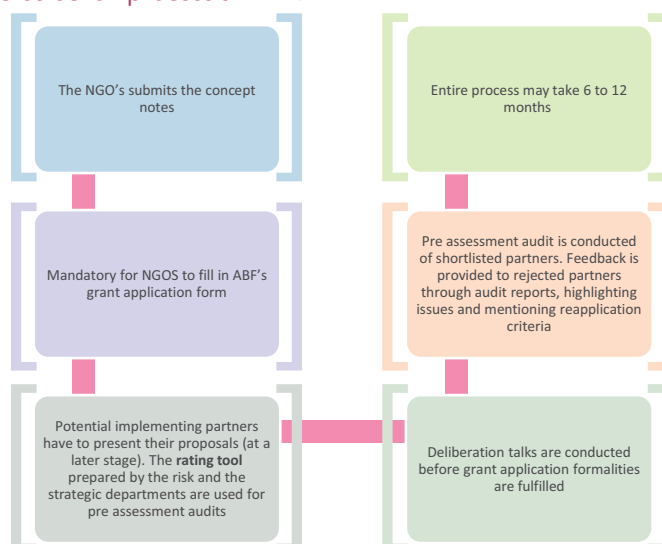 The NGO's submits the concept
notes
Mandatory for NGOS to fill in ABF's
grant application form
Potential implementing partners
have to present their proposals (at a
later stage). The rating tool
prepared by the risk and the
strategic departments are used for
pre assessment audits
Deliberation talks are conducted
before grant application formalities
are fulfilled
Pre assessment audit is conducted
of shortlisted partners. Feedback is
provided to rejected partners
through audit reports, highlighting
issues and mentioning reapplication
criteria
Entire process may take 6 to 12
months